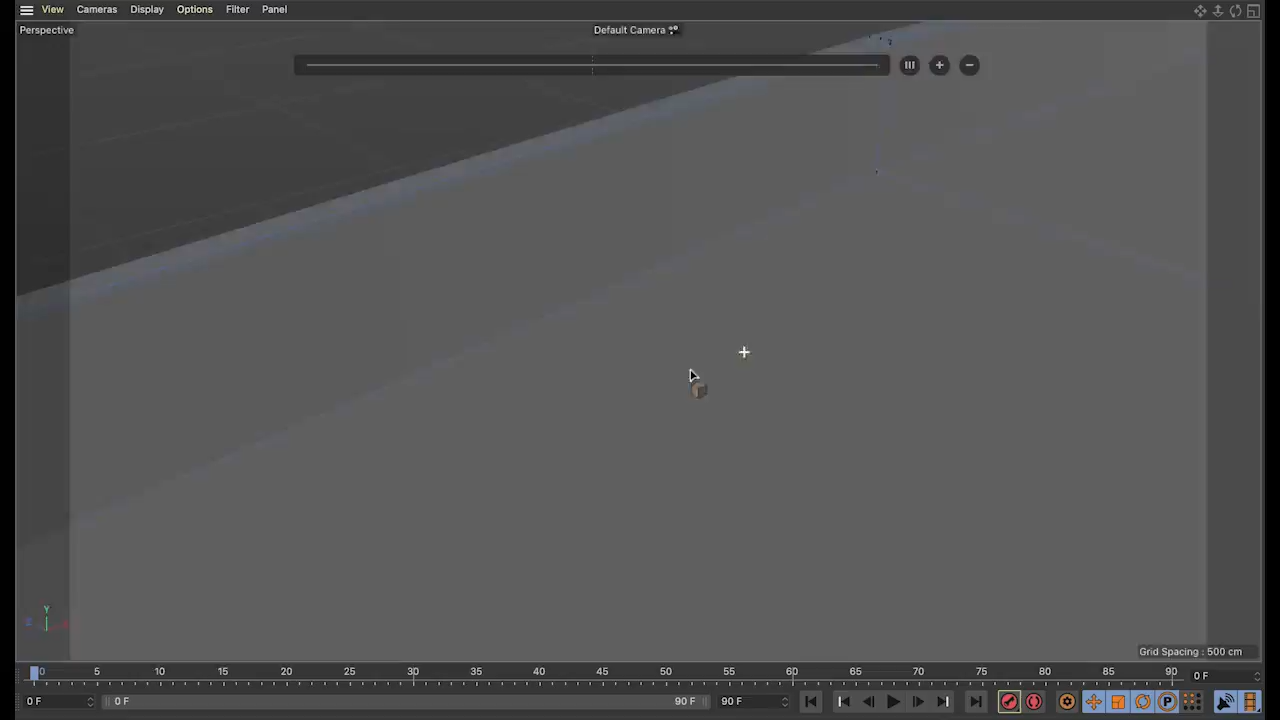 View Cameras Display Options Filter Panel
Perspective
Default Camera
Y
Z
Grid Spacing : 500 cm
0 5 10 15 20 25 30 35 40 45 50 55 60 65 70 75 80 85 90 0 F
0 F 0 F 90 F 90 F P